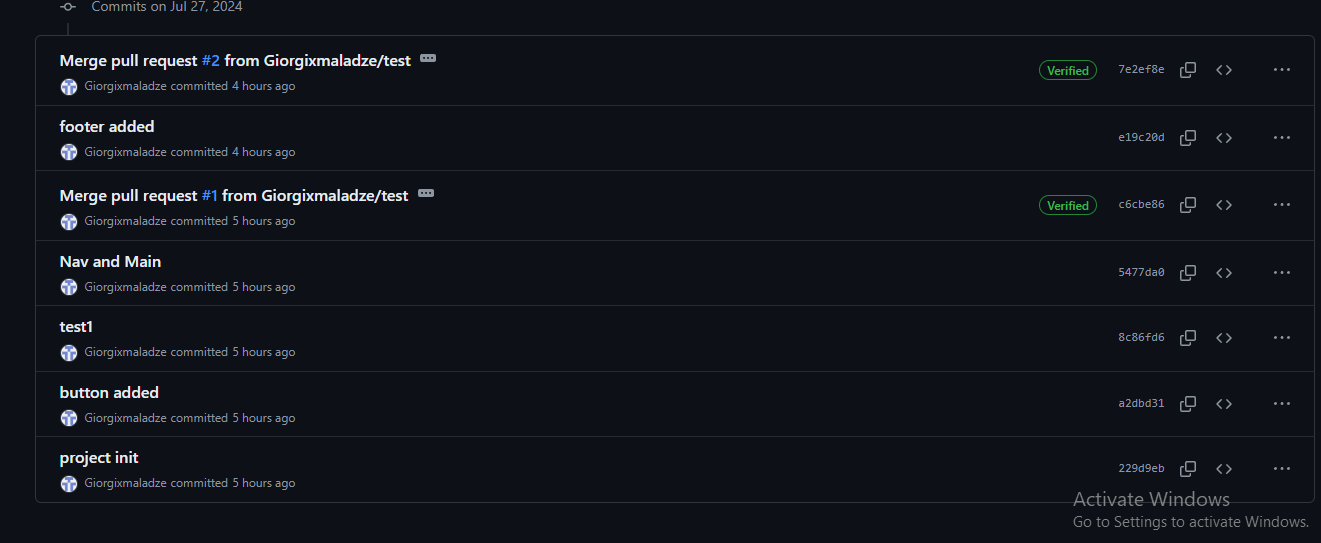 Commits on Jul 27, 2024
Merge pull request #2 from Giorgixmaladze/test
Giorgixmaladze committed 4 hours ago
Verified
7e2ef8e
footer added
Giorgixmaladze committed 4 hours ago
e19c20d
Merge pull request #1 from Giorgixmaladze/test
Giorgixmaladze committed 5 hours ago
Verified
c6cbe86
Nav and Main
Giorgixmaladze committed 5 hours ago
5477da0
test1
Giorgixmaladze committed 5 hours ago
8c86fd6
button added
Giorgixmaladze committed 5 hours ago
a2dbd31
project init
Giorgixmaladze committed 5 hours ago
229d9eb
Activate Windows
Go to Settings to activate Windows.